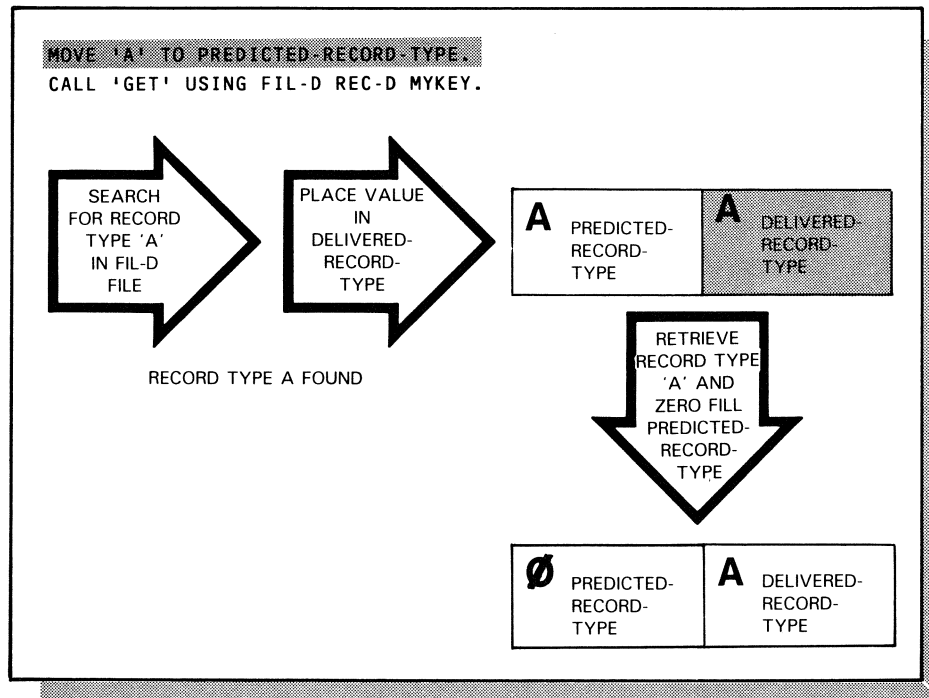 MOVE 'A' TO PREDICTED-RECORD-TYPE.
CALL 'GET' USING FIL-D REC-D MYKEY.
SEARCH
FOR RECORD
TYPE 'A'
IN FIL-D
FILE
PLACE VALUE
IN
DELIVERED-
RECORD-
TYPE
A
PREDICTED-
RECORD-
TYPE
A
DELIVERED-
RECORD-
TYPE
RECORD TYPE A FOUND
RETRIEVE
RECORD TYPE
'A' AND
ZERO FILL
PREDICTED-
RECORD-
TYPE
Ø
PREDICTED-
RECORD-
TYPE
A
DELIVERED-
RECORD-
TYPE